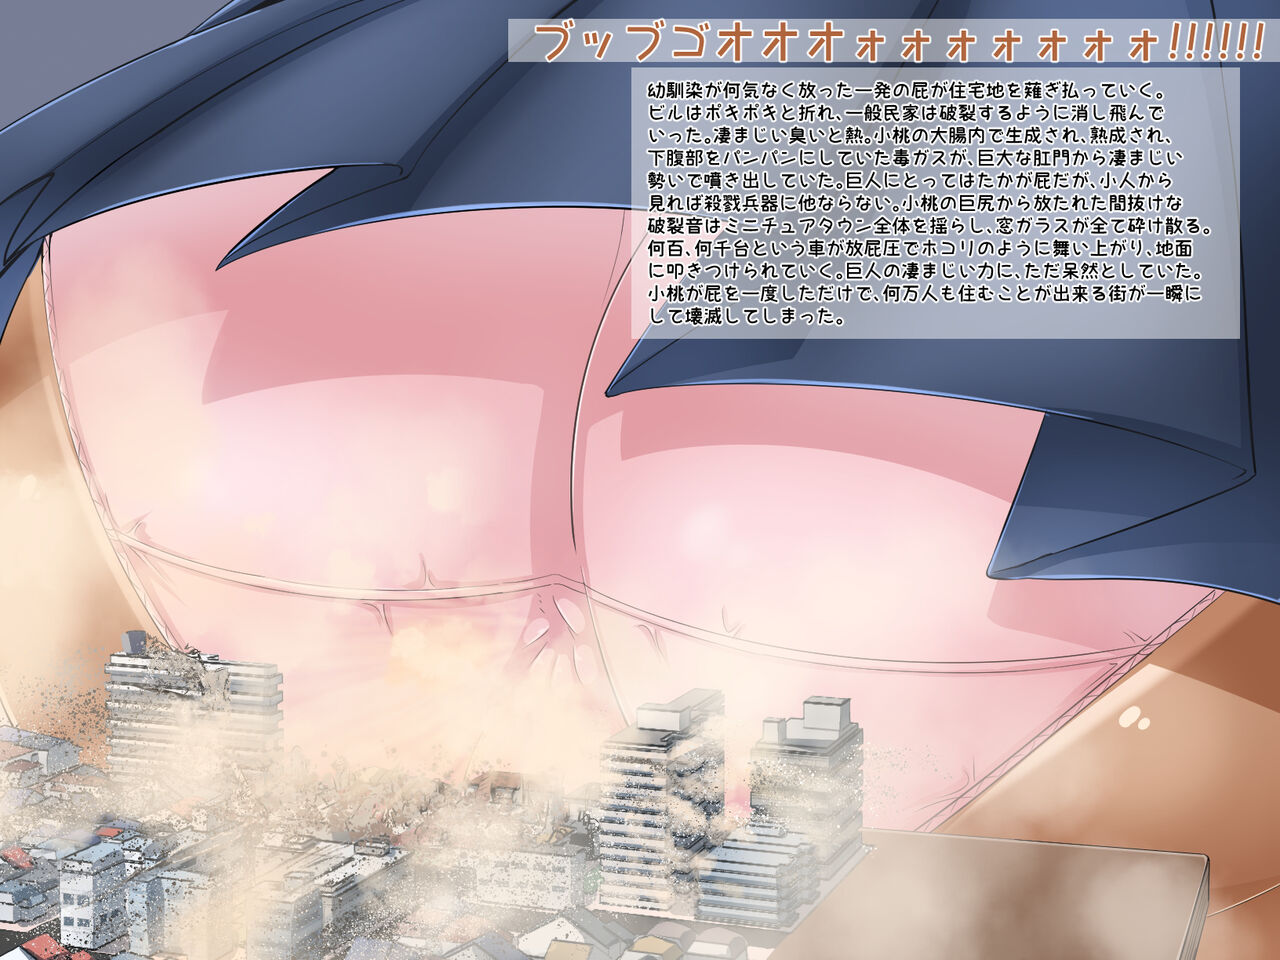 ブップゴオオオォォォォォォォ!!!!!!
幼馴染が何気なく放った一発の屁が住宅地を薙ぎ払っていく。
ビルはポキポキと折れ、一般民家は破裂するように消し飛んで
いった。凄まじい臭いと熱。小桃の大腸内で生成され、熟成され、
下腹部をパンパンにしていた毒ガスが、巨大な肛門から凄まじい
勢いで噴き出していた。巨人にとってはたかが屁だが、小人から
見れば殺戮兵器に他ならない。小桃の巨尻から放たれた間抜けな
破裂音はミニチュアタウン全体を揺らし、窓ガラスが全て砕け散る。
何百、何千台という車が放屁圧でホコリのように舞い上がり、地面
に叩きつけられていく。巨人の凄まじい力に、ただ呆然としていた。
小桃が屁を一度しただけで、何万人も住むことが出来る街が一瞬に
して壊滅してしまった。